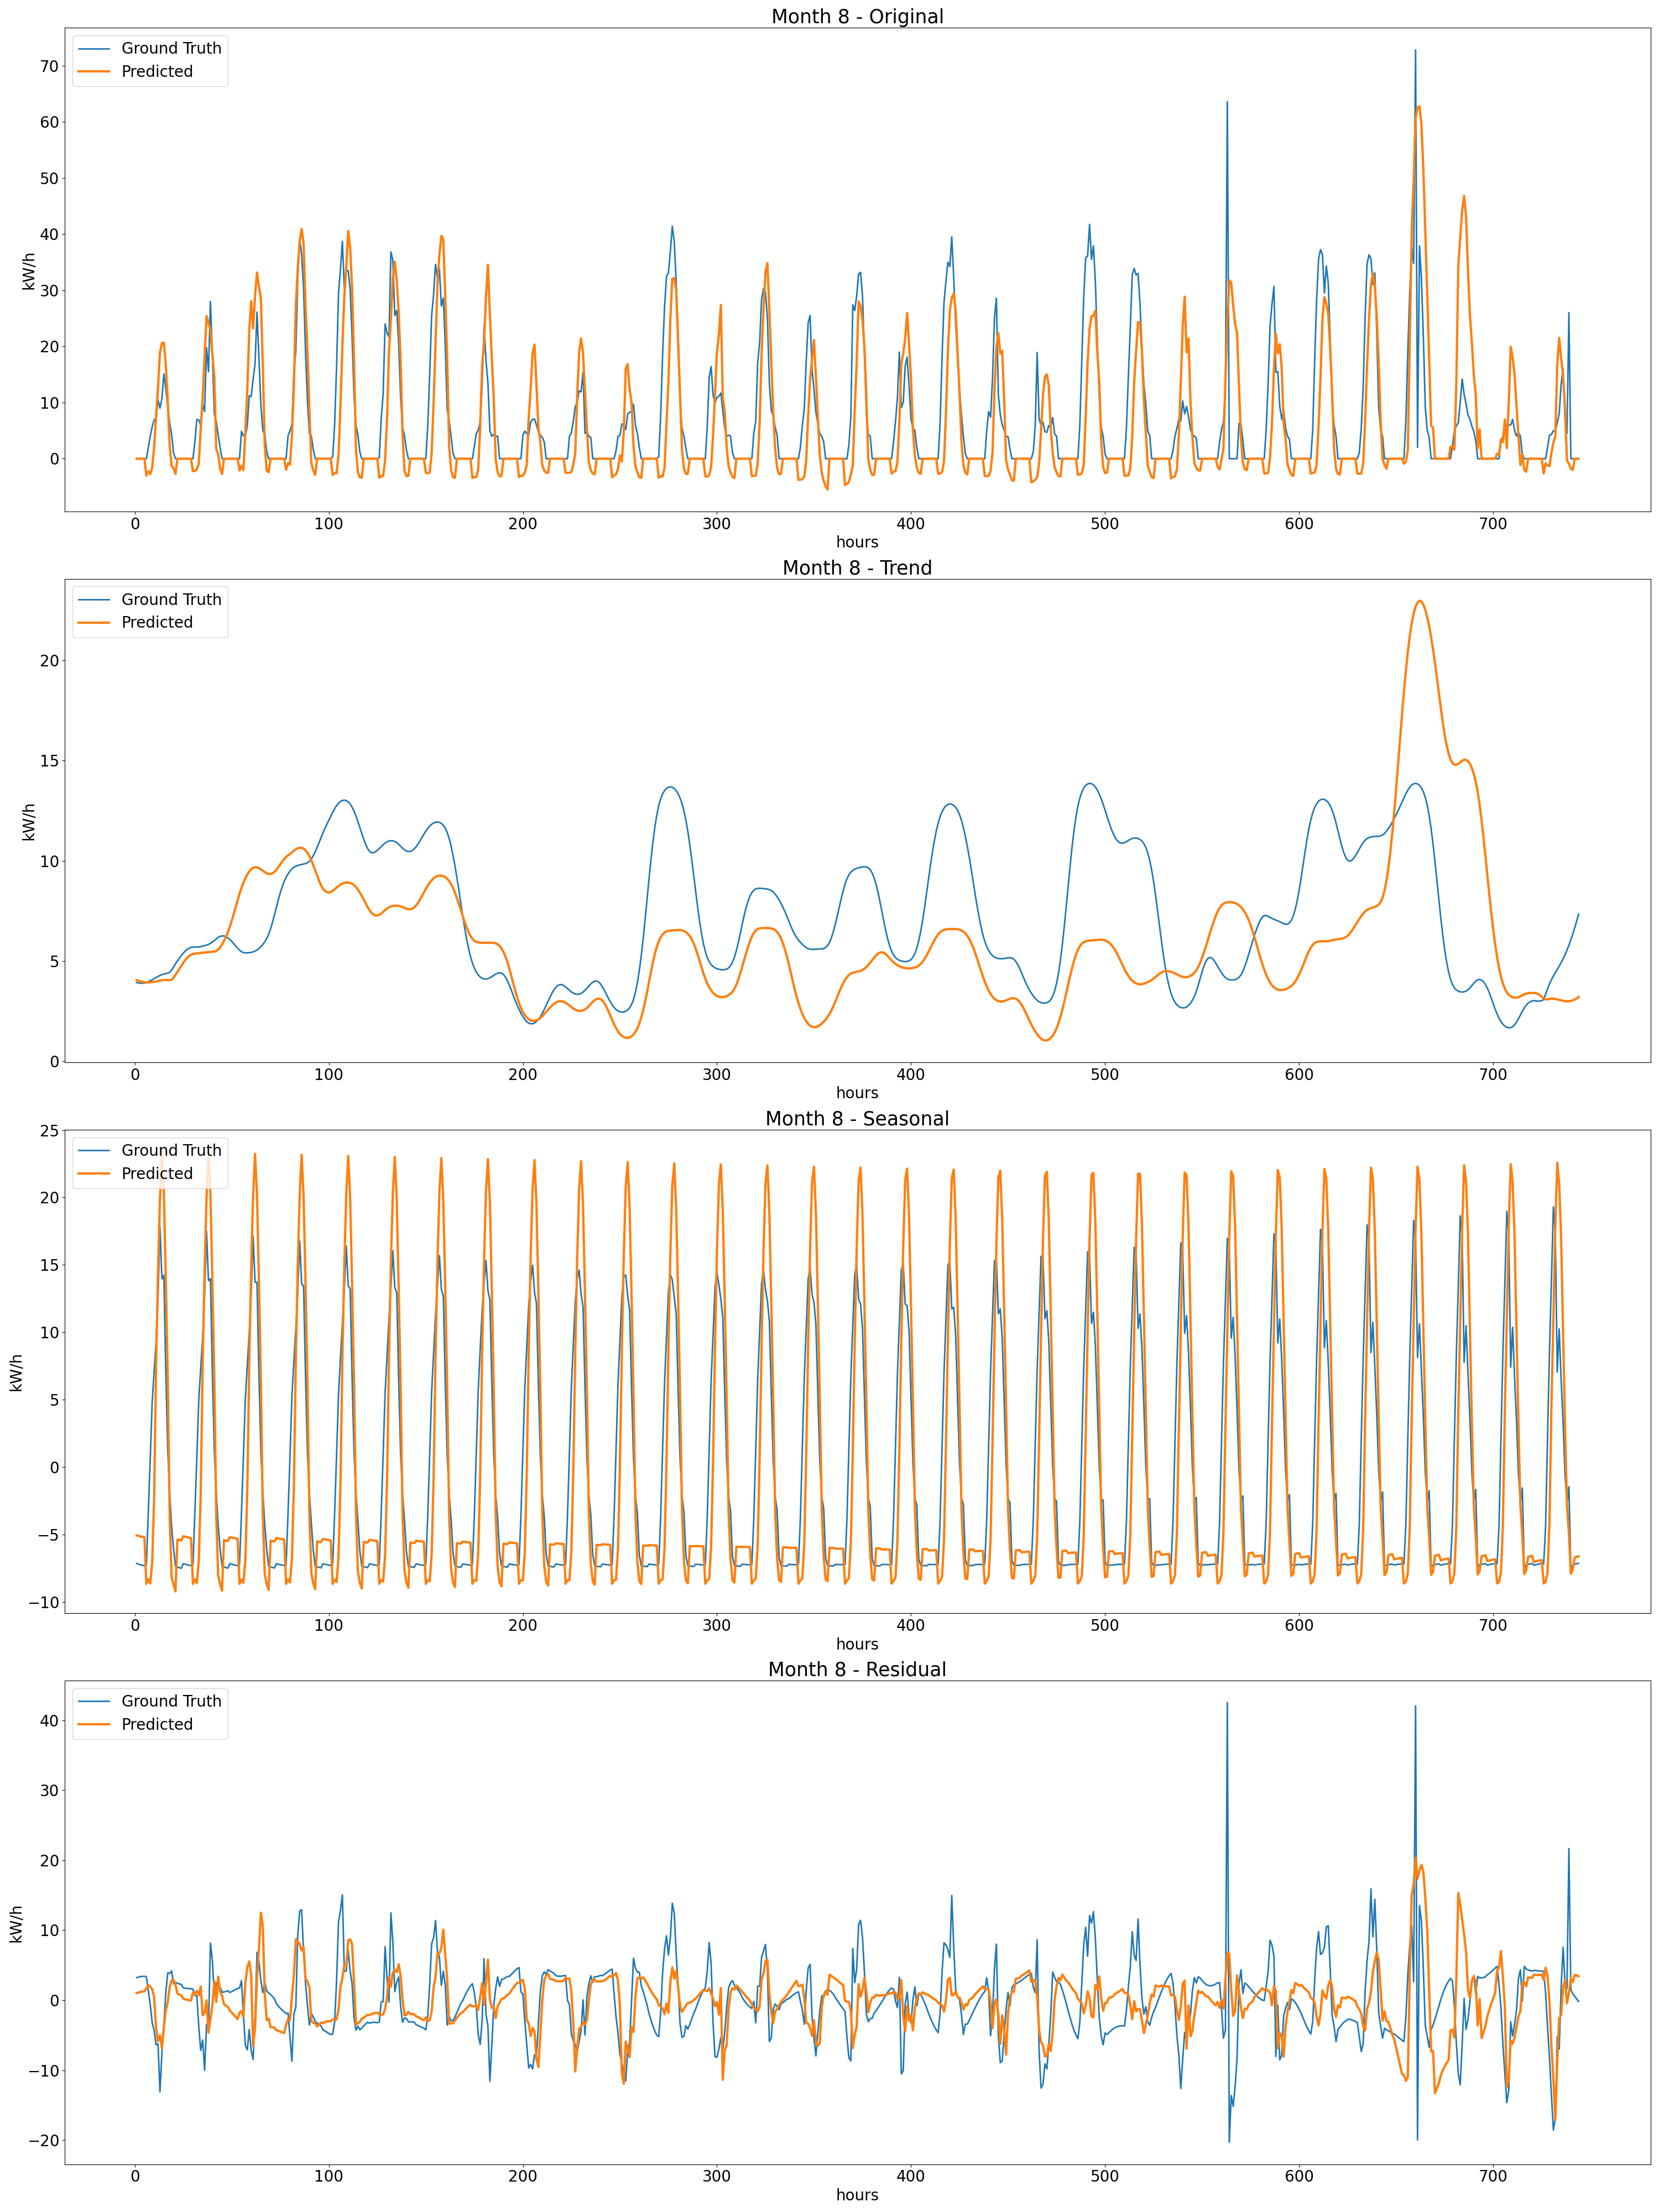 Month 8 - Original
Ground Truth
Predicted
70
60
50
40
30
20
10
0
kW/h
0 100 200 300 400 500 600 700
hours
Month 8 - Trend
Ground Truth
Predicted
20
15
10
5
0
kW/h
0 100 200 300 400 500 600 700
hours
Month 8 - Seasonal
Ground Truth
Predicted
25
20
15
10
5
0
−5
−10
kW/h
0 100 200 300 400 500 600 700
hours
Month 8 - Residual
Ground Truth
Predicted
40
30
20
10
0
−10
−20
kW/h
0 100 200 300 400 500 600 700
hours